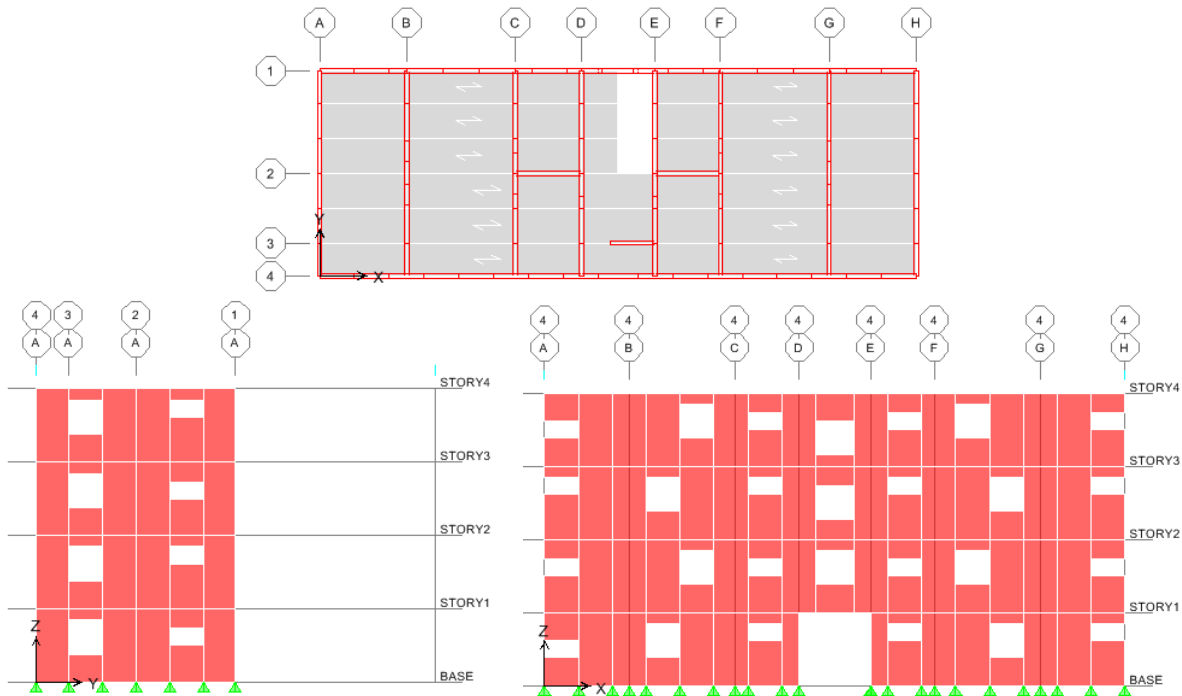 A B C D E F G H
1
2
3
4
Y
X
4 3 2 1
A A A A
STORY4
STORY3
STORY2
STORY1
Z
Y
BASE
4 4 4 4 4 4 4 4
A B C D E F G H
STORY4
STORY3
STORY2
STORY1
Z
X
BASE